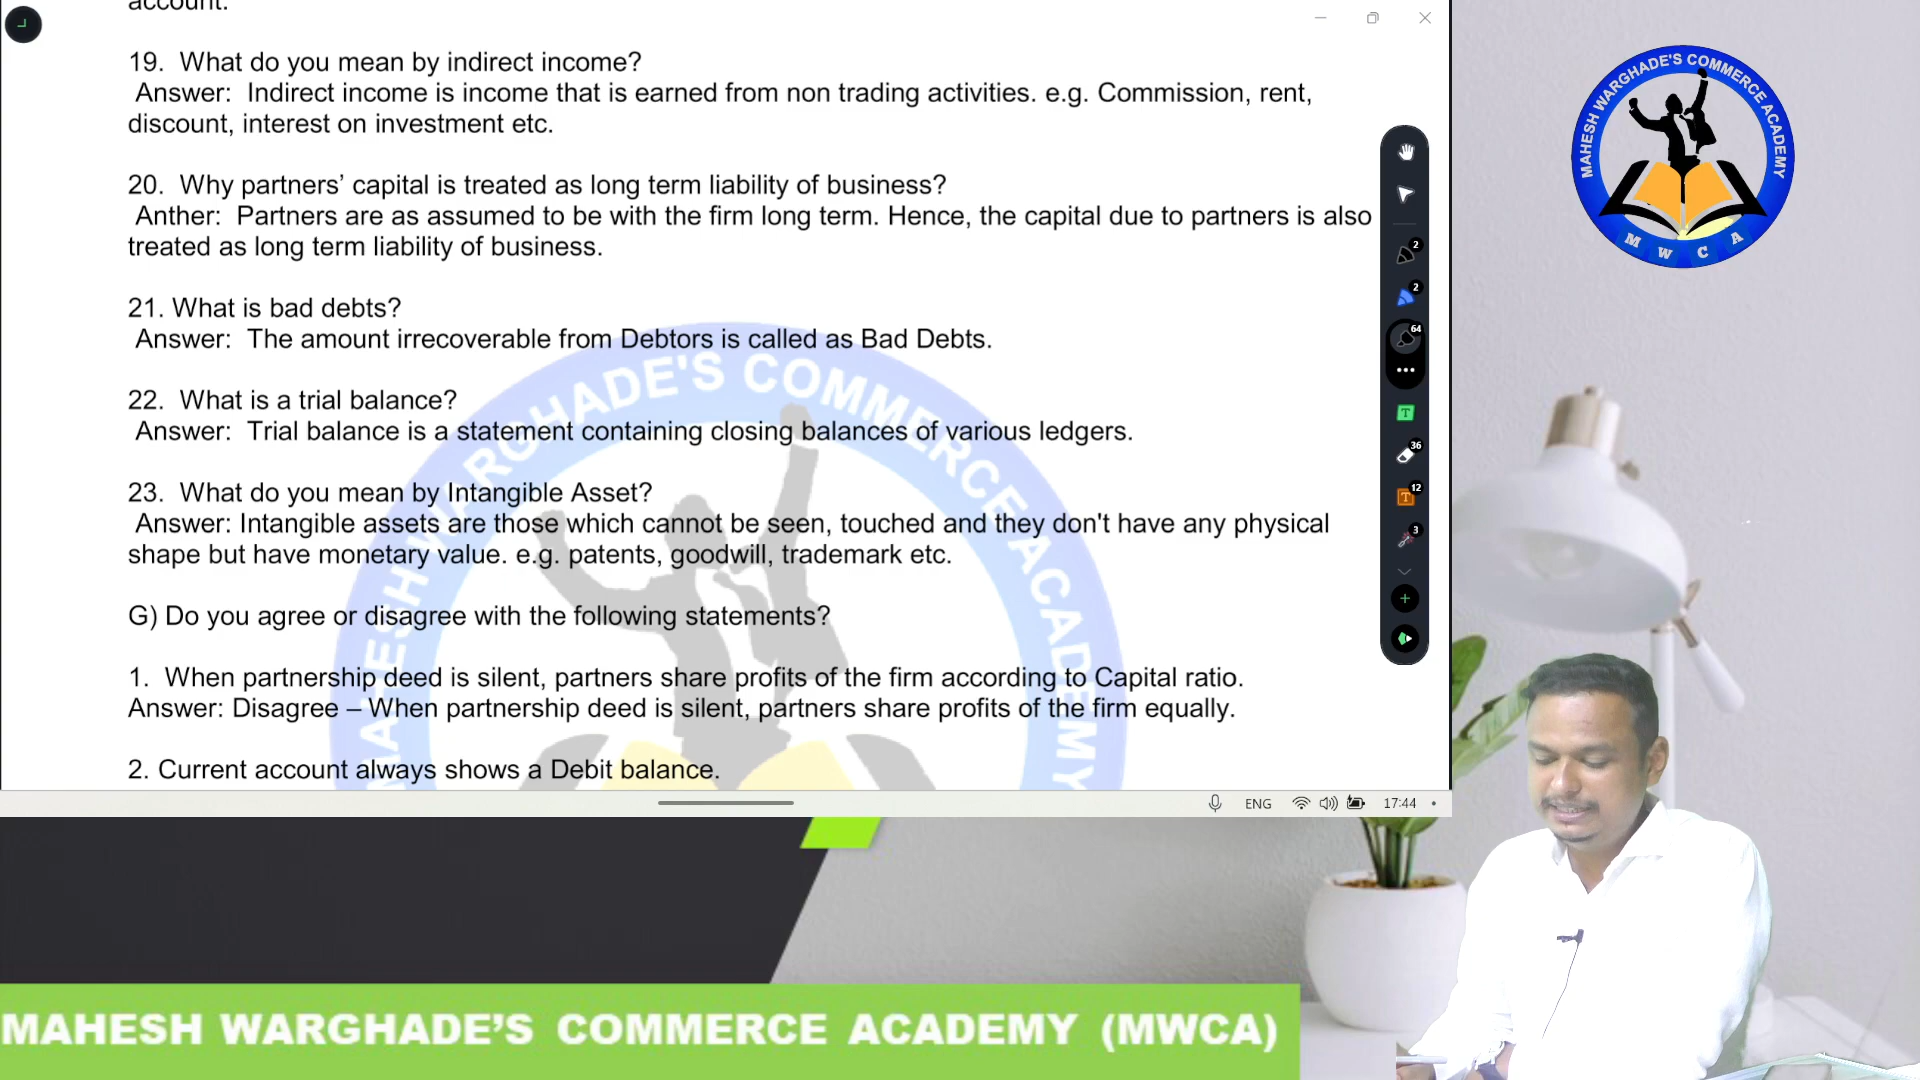 account.
19. What do you mean by indirect income?
Answer: Indirect income is income that is earned from non trading activities. e.g. Commission, rent,
discount, interest on investment etc.
20. Why partners’ capital is treated as long term liability of business?
Anther: Partners are as assumed to be with the firm long term. Hence, the capital due to partners is also
treated as long term liability of business.
21. What is bad debts?
Answer: The amount irrecoverable from Debtors is called as Bad Debts.
22. What is a trial balance?
Answer: Trial balance is a statement containing closing balances of various ledgers.
23. What do you mean by Intangible Asset?
Answer: Intangible assets are those which cannot be seen, touched and they don't have any physical
shape but have monetary value. e.g. patents, goodwill, trademark etc.
G) Do you agree or disagree with the following statements?
1. When partnership deed is silent, partners share profits of the firm according to Capital ratio.
Answer: Disagree – When partnership deed is silent, partners share profits of the firm equally.
2. Current account always shows a Debit balance.
MAHESH WARGHADE'S COMMERCE ACADEMY
2
2
64
T
36
T
12
3
ENG
17:44
MAHESH WARGHADE'S COMMERCE ACADEMY
M W C A
MAHESH WARGHADE’S COMMERCE ACADEMY (MWCA)